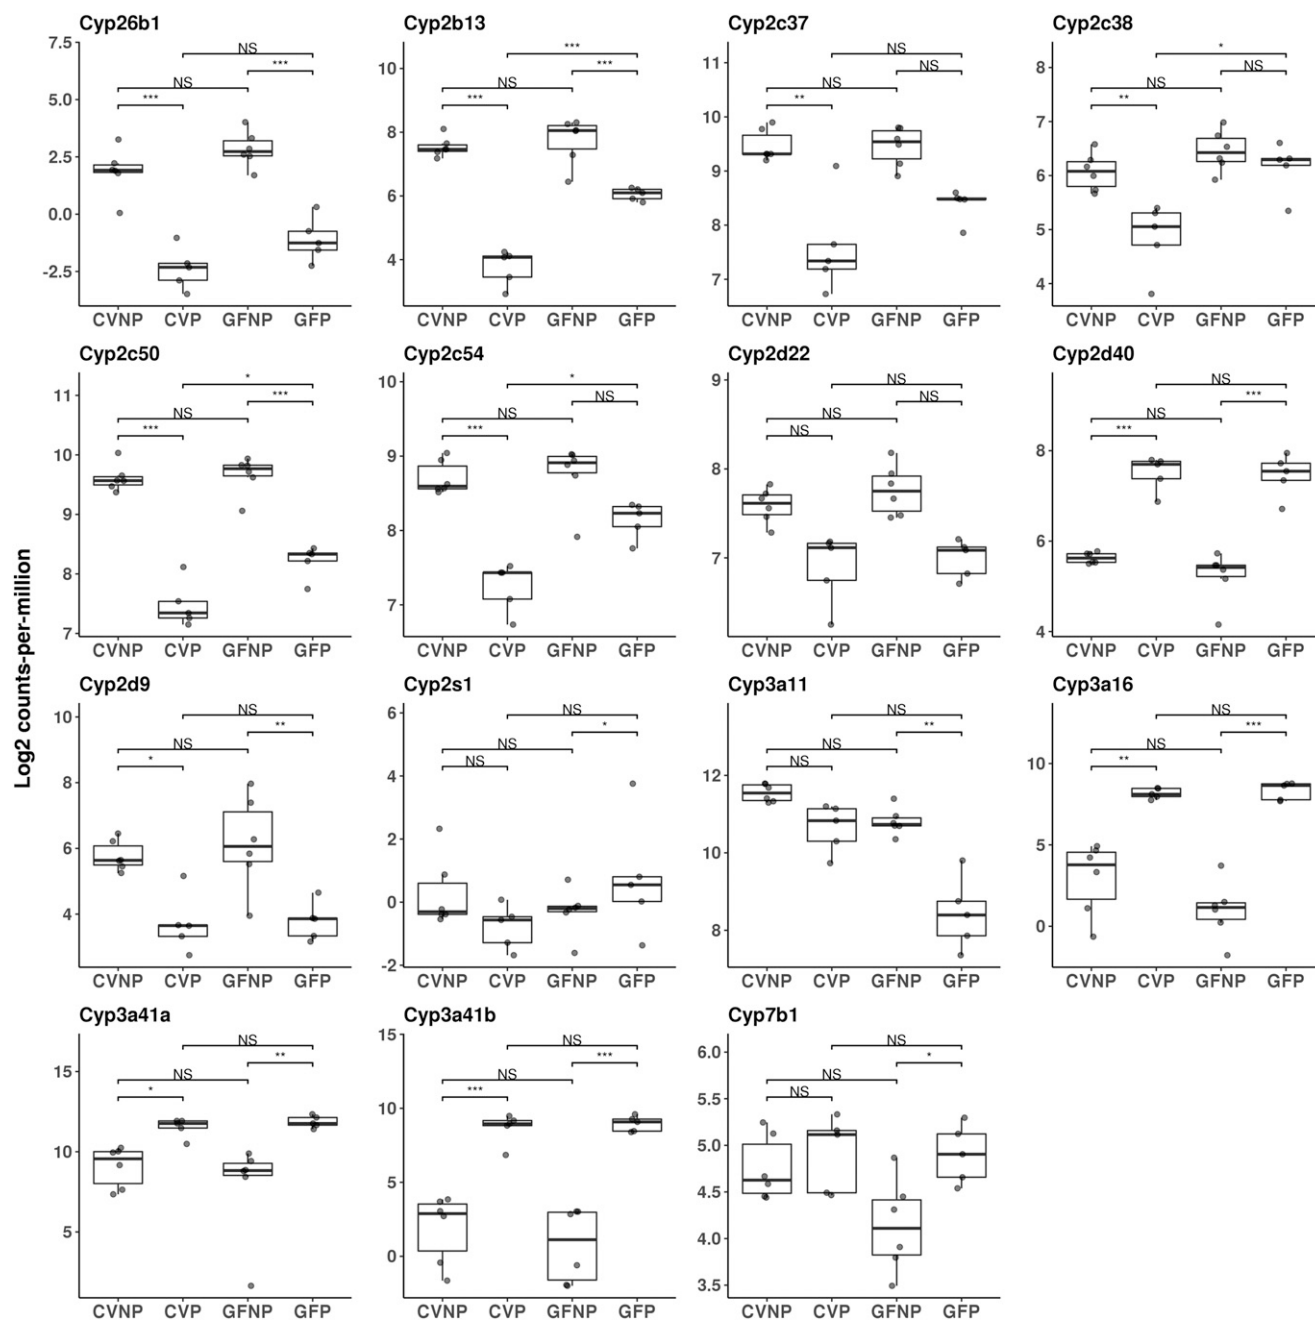 Cyp26b1
NS
***
NS
***
7.5
5.0
2.5
0.0
-2.5
CVNP CVP GFNP GFP
Cyp2b13
***
***
NS
***
10
8
6
4
CVNP CVP GFNP GFP
Cyp2c37
NS
NS
NS
**
11
10
9
8
7
CVNP CVP GFNP GFP
Cyp2c38
*
NS
NS
**
8
7
6
5
4
CVNP CVP GFNP GFP
Log2 counts-per-million
Cyp2c50
*
***
NS
***
11
10
9
8
7
CVNP CVP GFNP GFP
Cyp2c54
*
NS
NS
***
10
9
8
7
CVNP CVP GFNP GFP
Cyp2d22
NS
NS
NS
NS
9
8
7
CVNP CVP GFNP GFP
Cyp2d40
NS
***
NS
***
8
6
4
CVNP CVP GFNP GFP
Cyp2d9
NS
**
NS
*
10
8
6
4
CVNP CVP GFNP GFP
Cyp2s1
NS
*
NS
NS
6
4
2
0
-2
CVNP CVP GFNP GFP
Cyp3a11
NS
**
NS
NS
12
10
8
CVNP CVP GFNP GFP
Cyp3a16
NS
***
NS
**
10
5
0
CVNP CVP GFNP GFP
Cyp3a41a
NS
**
NS
*
15
10
5
CVNP CVP GFNP GFP
Cyp3a41b
NS
***
NS
***
15
10
5
0
CVNP CVP GFNP GFP
Cyp7b1
NS
*
NS
NS
6.0
5.5
5.0
4.5
4.0
3.5
CVNP CVP GFNP GFP